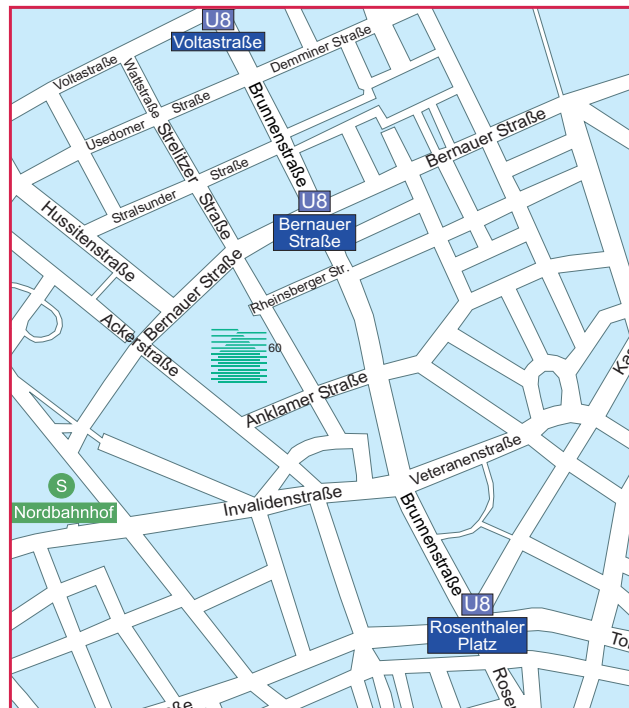 U8
Voltastraße
Demminer Straße
Voltastraße
Wattstraße
Brunnenstraße
Usedomer Straße
Strelitzer Straße
Bernauer Straße
Stralsunder Straße
U8
Bernauer
Straße
Hussitenstraße
Bernauer Straße
Rheinsberger Str.
Ackerstraße
60
Anklamer Straße
Veteranenstraße
S
Nordbahnhof
Invalidenstraße
Brunnenstraße
U8
Rosenthaler
Platz